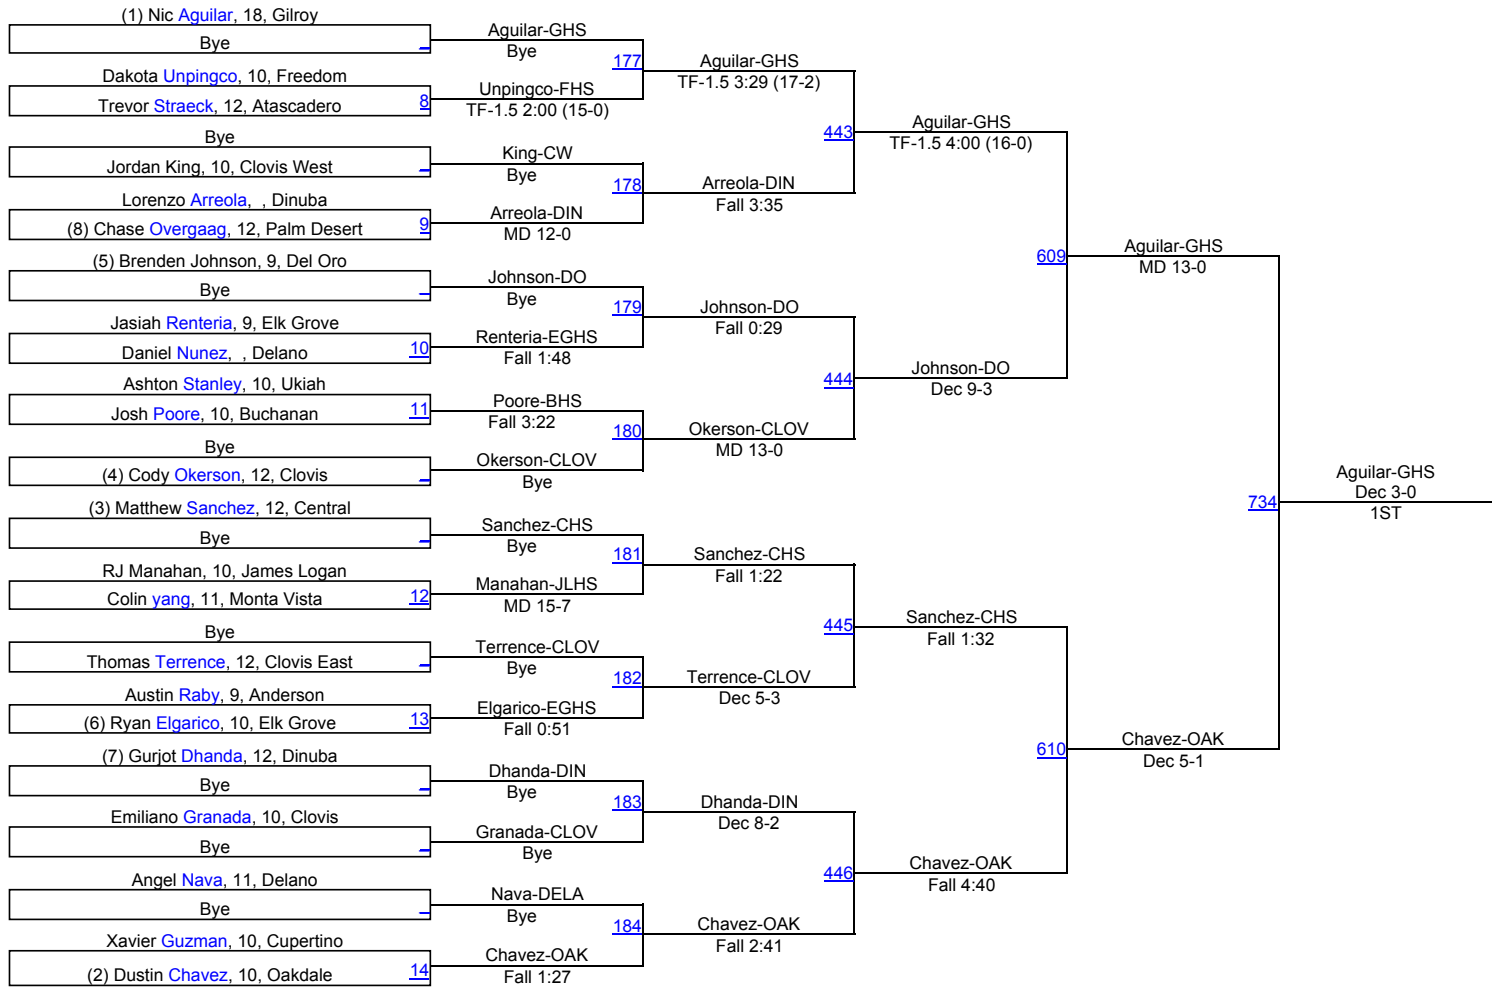 (1) Nic Aguilar, 18, Gilroy
Bye
Dakota Unpingco, 10, Freedom
Trevor Straeck, 12, Atascadero 8
Bye
Jordan King, 10, Clovis West
Lorenzo Arreola, , Dinuba
(8) Chase Overgaag, 12, Palm Desert 9
(5) Brenden Johnson, 9, Del Oro
Bye
Jasiah Renteria, 9, Elk Grove
Daniel Nunez, , Delano 10
Ashton Stanley, 10, Ukiah
Josh Poore, 10, Buchanan 11
Bye
(4) Cody Okerson, 12, Clovis
(3) Matthew Sanchez, 12, Central
Bye
RJ Manahan, 10, James Logan
Colin yang, 11, Monta Vista 12
Bye
Thomas Terrence, 12, Clovis East
Austin Raby, 9, Anderson
(6) Ryan Elgarico, 10, Elk Grove 13
(7) Gurjot Dhanda, 12, Dinuba
Bye
Emiliano Granada, 10, Clovis
Bye
Angel Nava, 11, Delano
Bye
Xavier Guzman, 10, Cupertino
(2) Dustin Chavez, 10, Oakdale 14
Aguilar-GHS
Bye
177
Unpingco-FHS
TF-1.5 2:00 (15-0)
King-CW
Bye
178
Arreola-DIN
MD 12-0
Johnson-DO
Bye
179
Renteria-EGHS
Fall 1:48
Poore-BHS
Fall 3:22
180
Okerson-CLOV
Bye
Sanchez-CHS
Bye
181
Manahan-JLHS
MD 15-7
Terrence-CLOV
Bye
182
Elgarico-EGHS
Fall 0:51
Dhanda-DIN
Bye
183
Granada-CLOV
Bye
Nava-DELA
Bye
184
Chavez-OAK
Fall 1:27
Aguilar-GHS
TF-1.5 3:29 (17-2)
443
Arreola-DIN
Fall 3:35
Johnson-DO
Fall 0:29
444
Okerson-CLOV
MD 13-0
Sanchez-CHS
Fall 1:22
445
Terrence-CLOV
Dec 5-3
Dhanda-DIN
Dec 8-2
446
Chavez-OAK
Fall 2:41
Aguilar-GHS
TF-1.5 4:00 (16-0)
609
Johnson-DO
Dec 9-3
Sanchez-CHS
Fall 1:32
610
Chavez-OAK
Fall 4:40
Aguilar-GHS
MD 13-0
734
Chavez-OAK
Dec 5-1
Aguilar-GHS
Dec 3-0
1ST